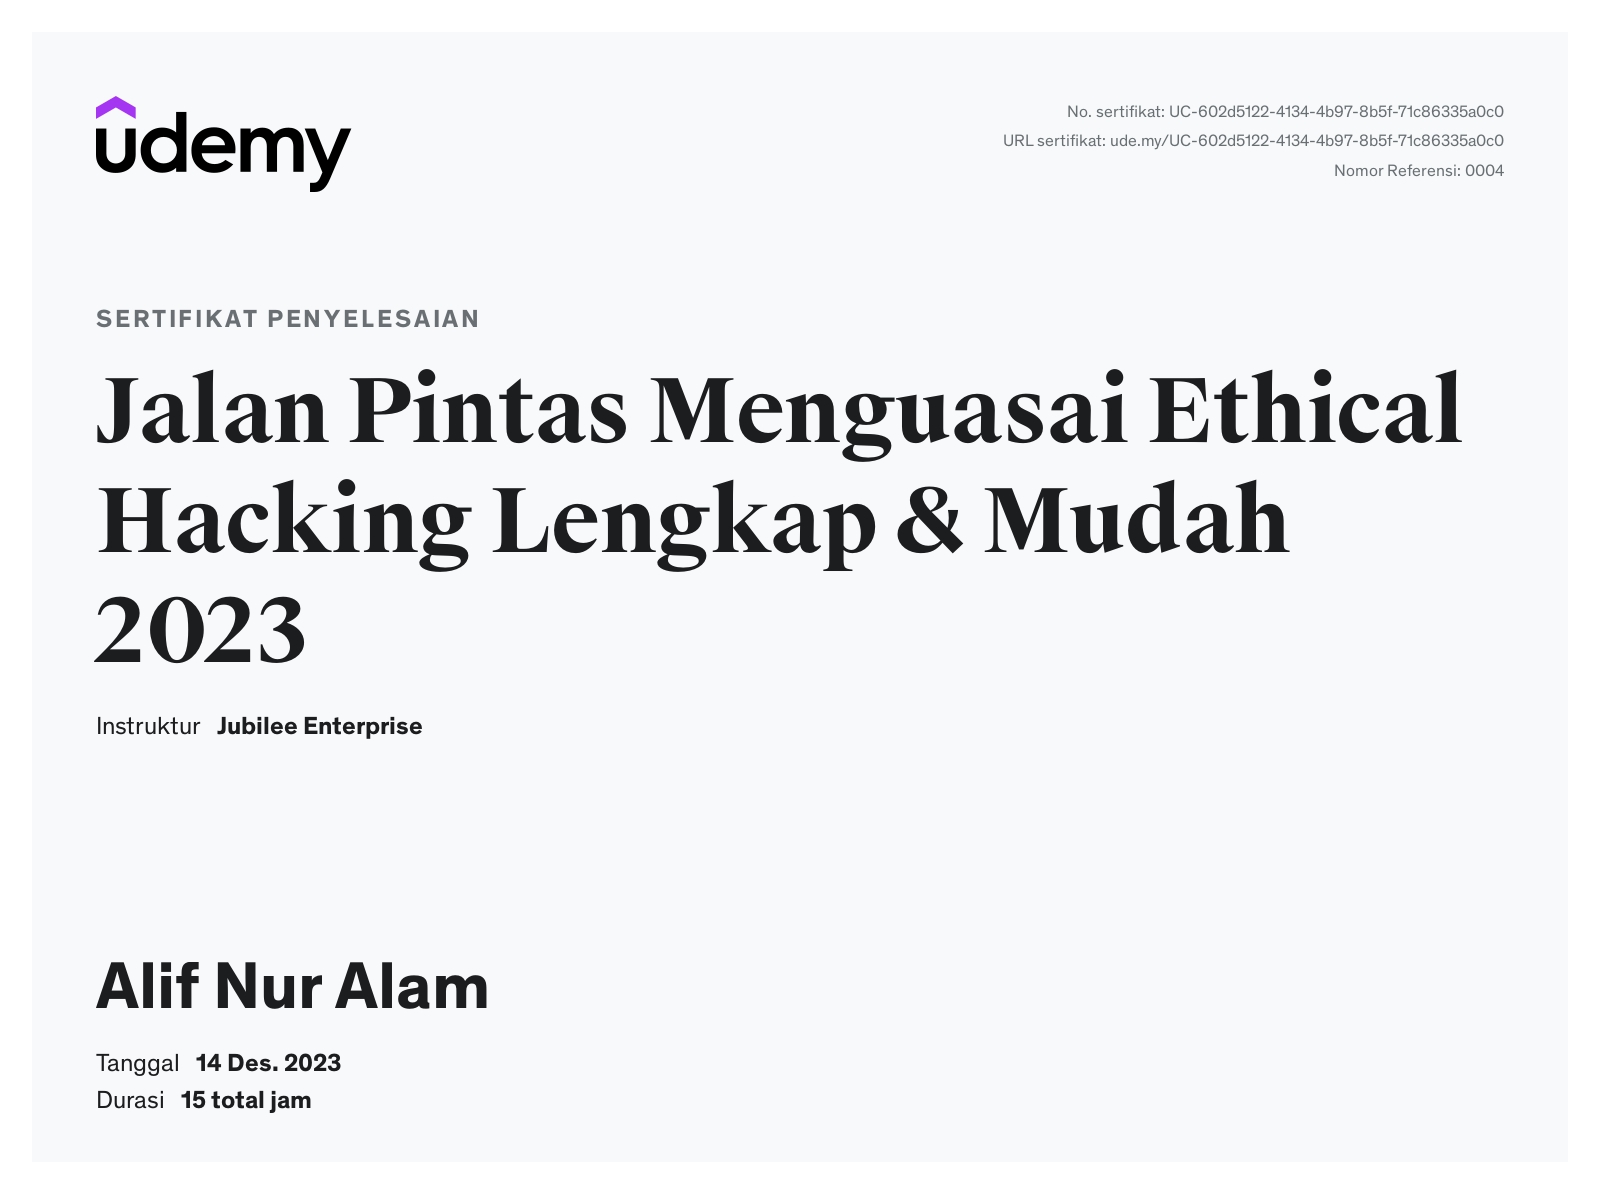 udemy
No. sertifikat: UC-602d5122-4134-4b97-8b5f-71c86335a0c0
URL sertifikat: ude.my/UC-602d5122-4134-4b97-8b5f-71c86335a0c0
Nomor Referensi: 0004
SERTIFIKAT PENYELESAIAN
Jalan Pintas Menguasai Ethical
Hacking Lengkap & Mudah
2023
Instruktur Jubilee Enterprise
Alif Nur Alam
Tanggal 14 Des. 2023
Durasi 15 total jam